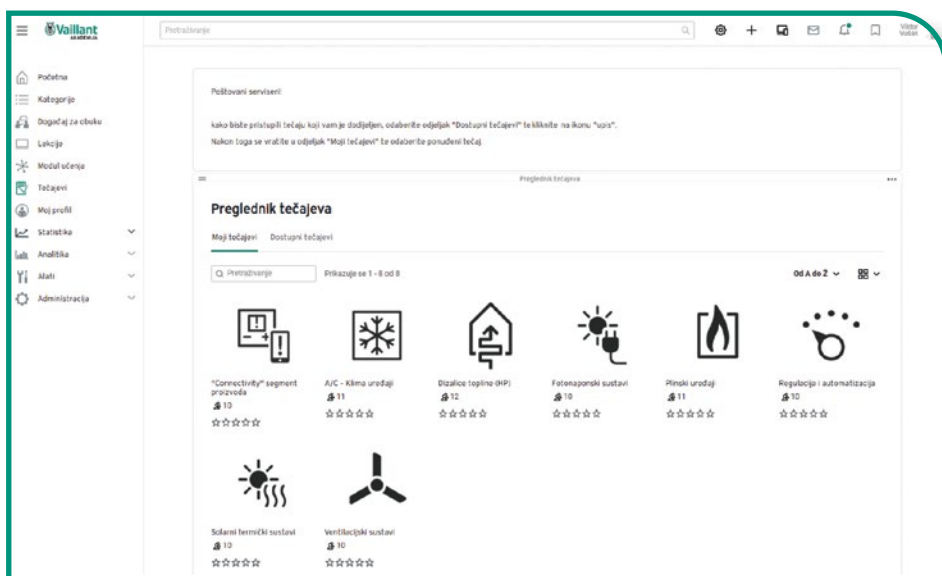 Vaillant
AKADEMIJA
Pretraživanje
Viktor
Početna
Kategorije
Događaj za obuku
Lekcija
Modul učenja
Tečajevi
Moj profil
Statistika
Analitika
Alati
Administracija
Poštovani serviseri!
kako biste pristupili tečaju koji vam je dodijeljen, odaberite odjeljak "Dostupni tečajevi" te kliknite na ikonu "upis".
Nakon toga se vratite u odjeljak "Moji tečajevi" te odaberite ponuđeni tečaj.
Preglednik tečajeva
Preglednik tečajeva
Moji tečajevi Dostupni tečajevi
Pretraživanje Prikazuje se 1 - 8 od 8 Od A do Ž
"Connectivity" segment
proizvoda
10
A/C - Klima uređaji
11
Dizalice topline (HP)
12
Fotonaponski sustavi
10
Plinski uređaji
11
Regulacija i automatizacija
10
Solarni termički sustavi
10
Ventilacijski sustavi
10